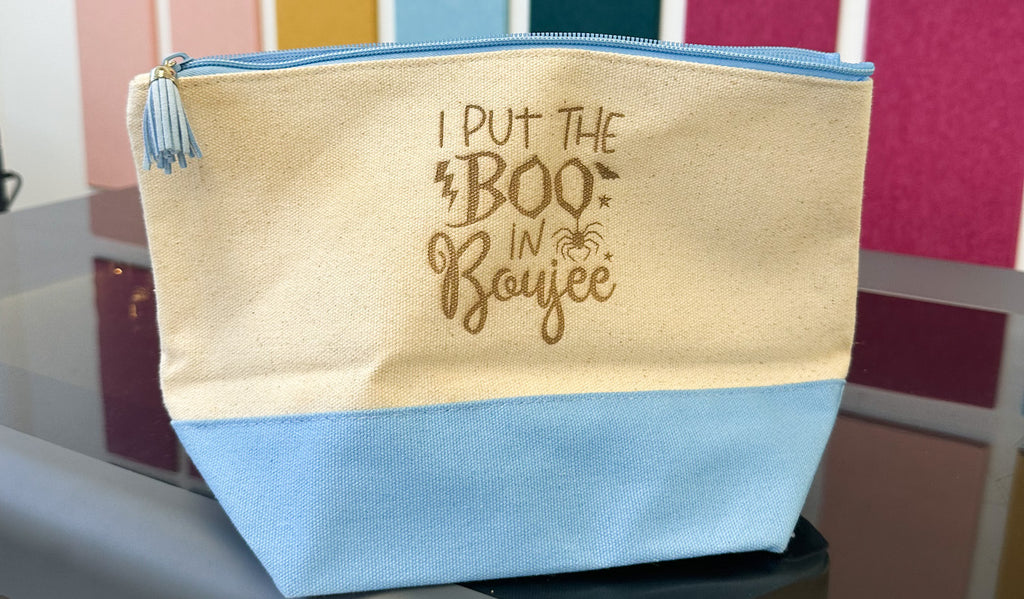 I PUT THE
BOO
IN
Boujee